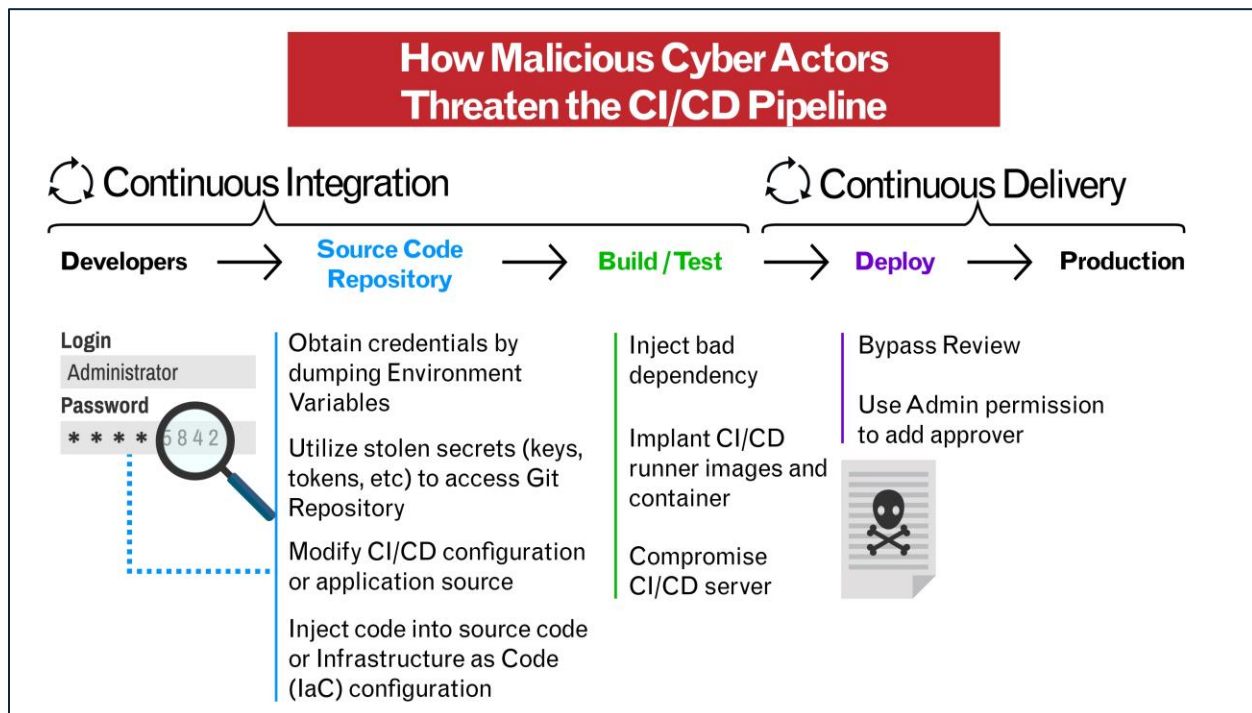 How Malicious Cyber Actors
Threaten the CI/CD Pipeline
Continuous Integration
Continuous Delivery
Developers
Source Code
Repository
Build / Test
Deploy
Production
Login
Administrator
Password
* * * * 5842
Obtain credentials by
dumping Environment
Variables
Utilize stolen secrets (keys,
tokens, etc) to access Git
Repository
Modify CI/CD configuration
or application source
Inject code into source code
or Infrastructure as Code
(IaC) configuration
Inject bad
dependency
Implant CI/CD
runner images and
container
Compromise
CI/CD server
Bypass Review
Use Admin permission
to add approver